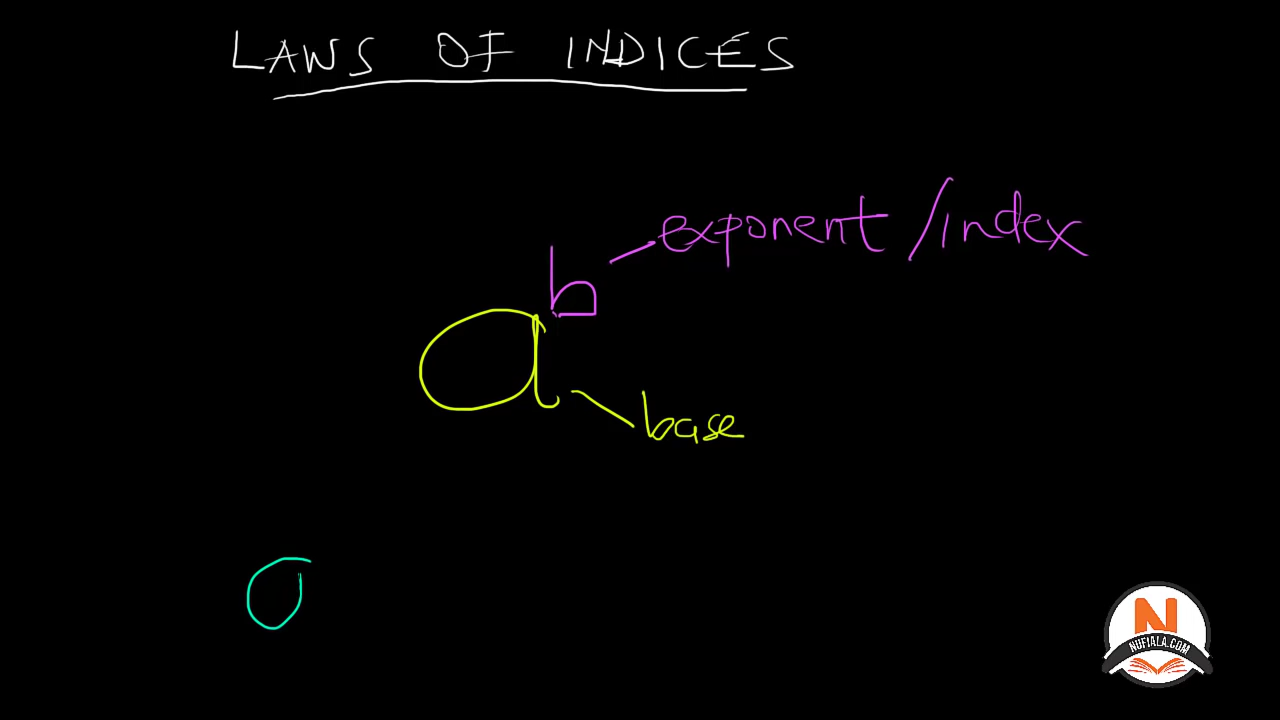 LAWS OF INDICES
b exponent/index
a base
N
NUFIALA.COM